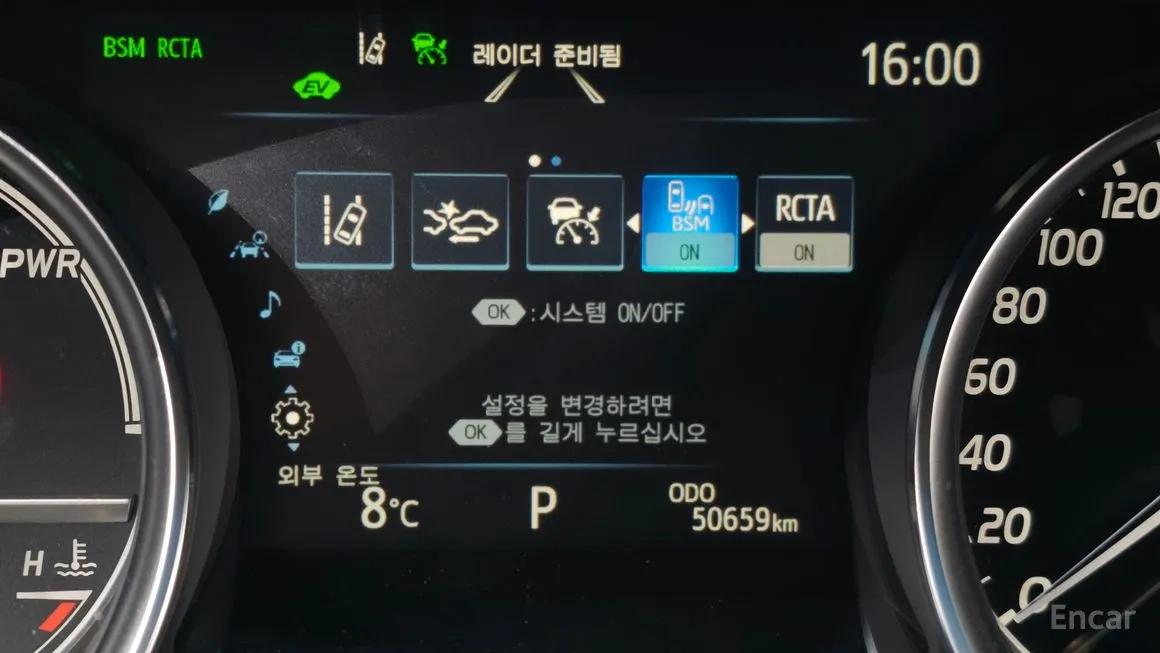 BSM RCTA
레이더 준비됨
16:00
EV
BSM
ON
RCTA
ON
OK :시스템 ON/OFF
설정을 변경하려면
OK 를 길게 누르십시오
외부 온도
8°C
P
ODO
50659km
PWR
H
120
100
80
60
40
20
0
Encar